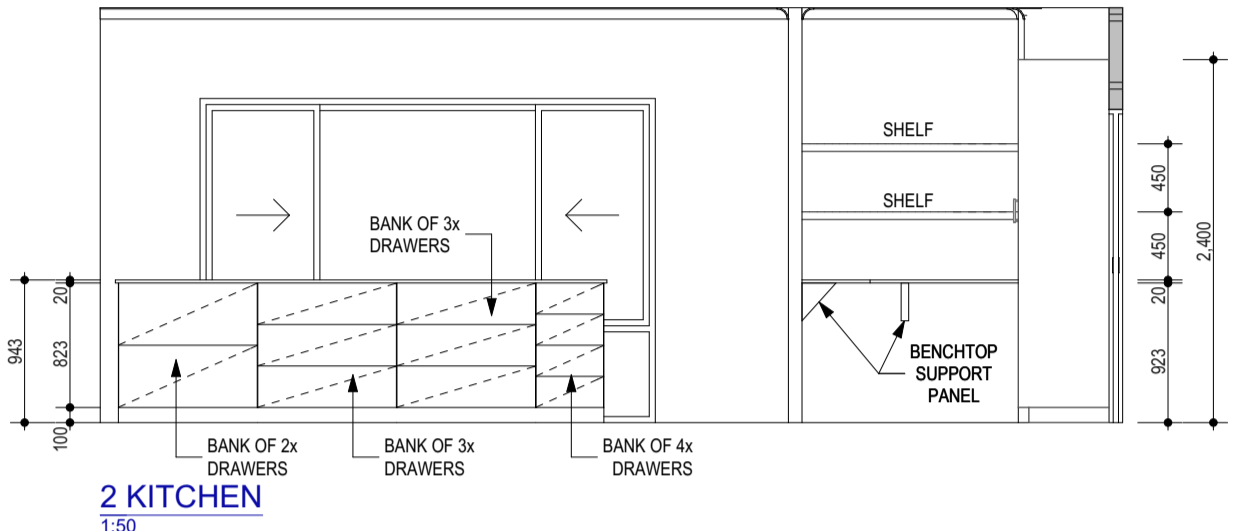 SHELF
SHELF
BANK OF 3x
DRAWERS
450
450
2,400
20
823
943
100
20
923
BENCHTOP
SUPPORT
PANEL
BANK OF 2x
DRAWERS
BANK OF 3x
DRAWERS
BANK OF 4x
DRAWERS
2 KITCHEN
1:50